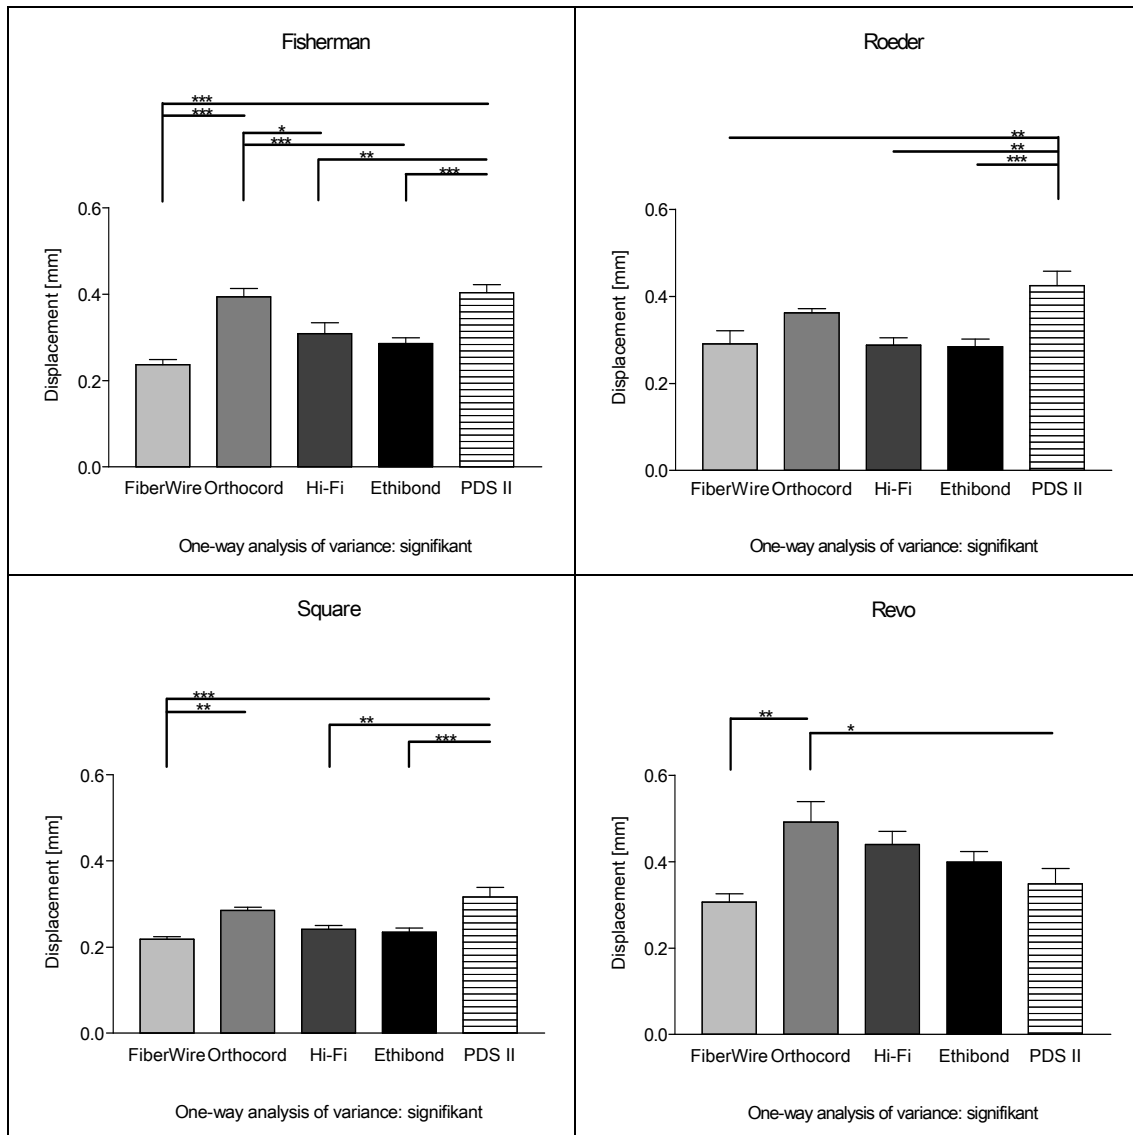 Fisherman
***
***
*
***
**
***
Displacement [mm]
0.6
0.4
0.2
0.0
FiberWire Orthocord Hi-Fi Ethibond PDS II
One-way analysis of variance: signifikant
Roeder
**
**
***
Displacement [mm]
0.6
0.4
0.2
0.0
FiberWire Orthocord Hi-Fi Ethibond PDS II
One-way analysis of variance: signifikant
Square
***
**
**
***
Displacement [mm]
0.6
0.4
0.2
0.0
FiberWire Orthocord Hi-Fi Ethibond PDS II
One-way analysis of variance: signifikant
Revo
**
*
Displacement [mm]
0.6
0.4
0.2
0.0
FiberWire Orthocord Hi-Fi Ethibond PDS II
One-way analysis of variance: signifikant